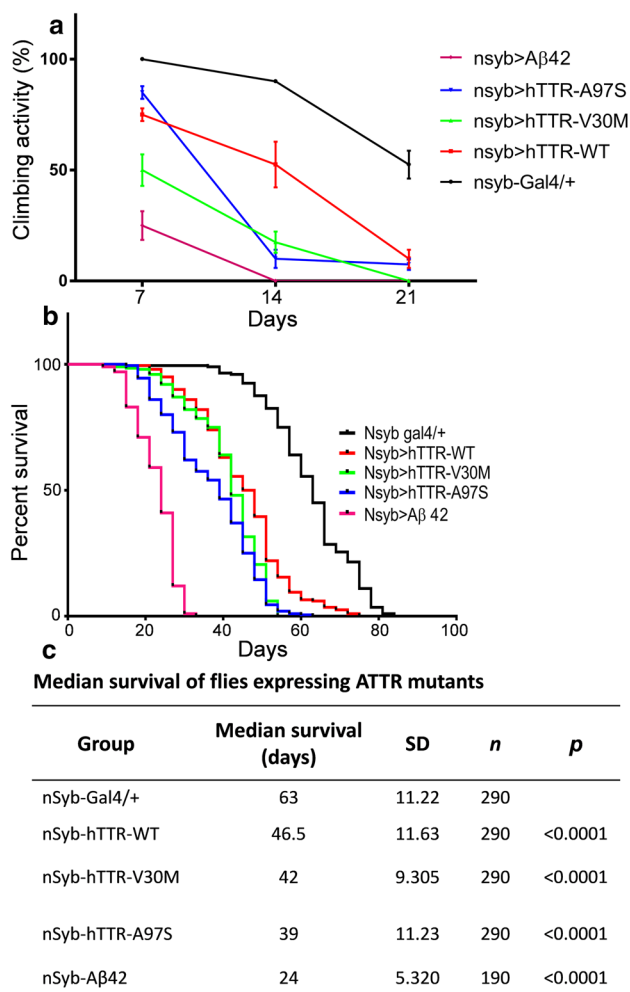 a
Climbing activity (%)
100
50
0
7
14
21
Days
nsyb>Aβ42
nsyb>hTTR-A97S
nsyb>hTTR-V30M
nsyb>hTTR-WT
nsyb-Gal4/+
b
Percent survival
100
50
0
0
20
40
60
80
100
Days
Nsyb gal4/+
Nsyb>hTTR-WT
Nsyb>hTTR-V30M
Nsyb>hTTR-A97S
Nsyb>Aβ 42
c
Median survival of flies expressing ATTR mutants
Group Median survival (days) SD n p
nSyb-Gal4/+ 63 11.22 290
nSyb-hTTR-WT 46.5 11.63 290 <0.0001
nSyb-hTTR-V30M 42 9.305 290 <0.0001
nSyb-hTTR-A97S 39 11.23 290 <0.0001
nSyb-Aβ42 24 5.320 190 <0.0001